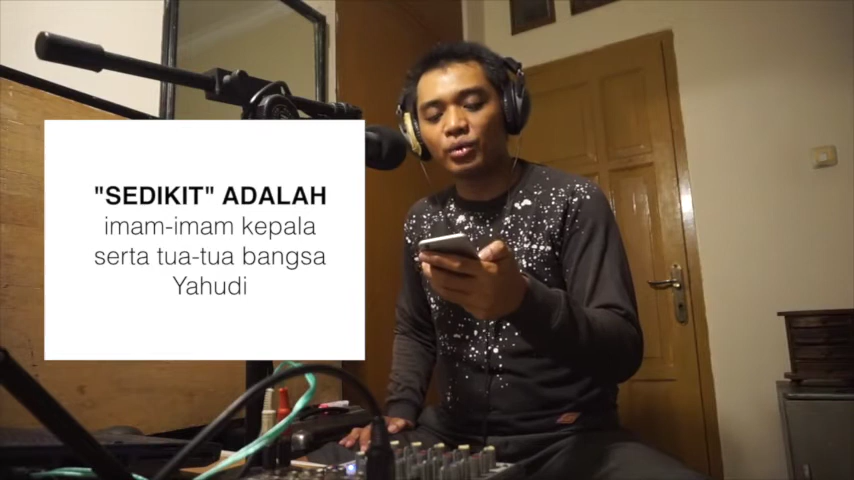 "SEDIKIT" ADALAH
imam-imam kepala
serta tua-tua bangsa
Yahudi